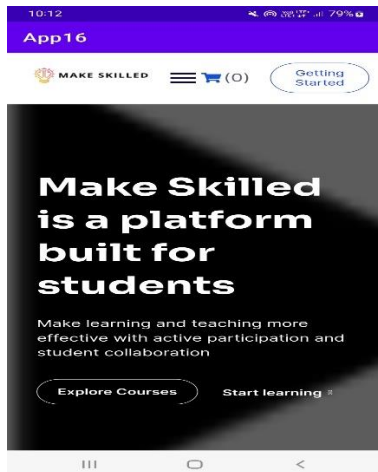 10:12 79%
App16
MAKE SKILLED (0) Getting
Started
Make Skilled
is a platform
built for
students
Make learning and teaching more
effective with active participation and
student collaboration
Explore Courses Start learning